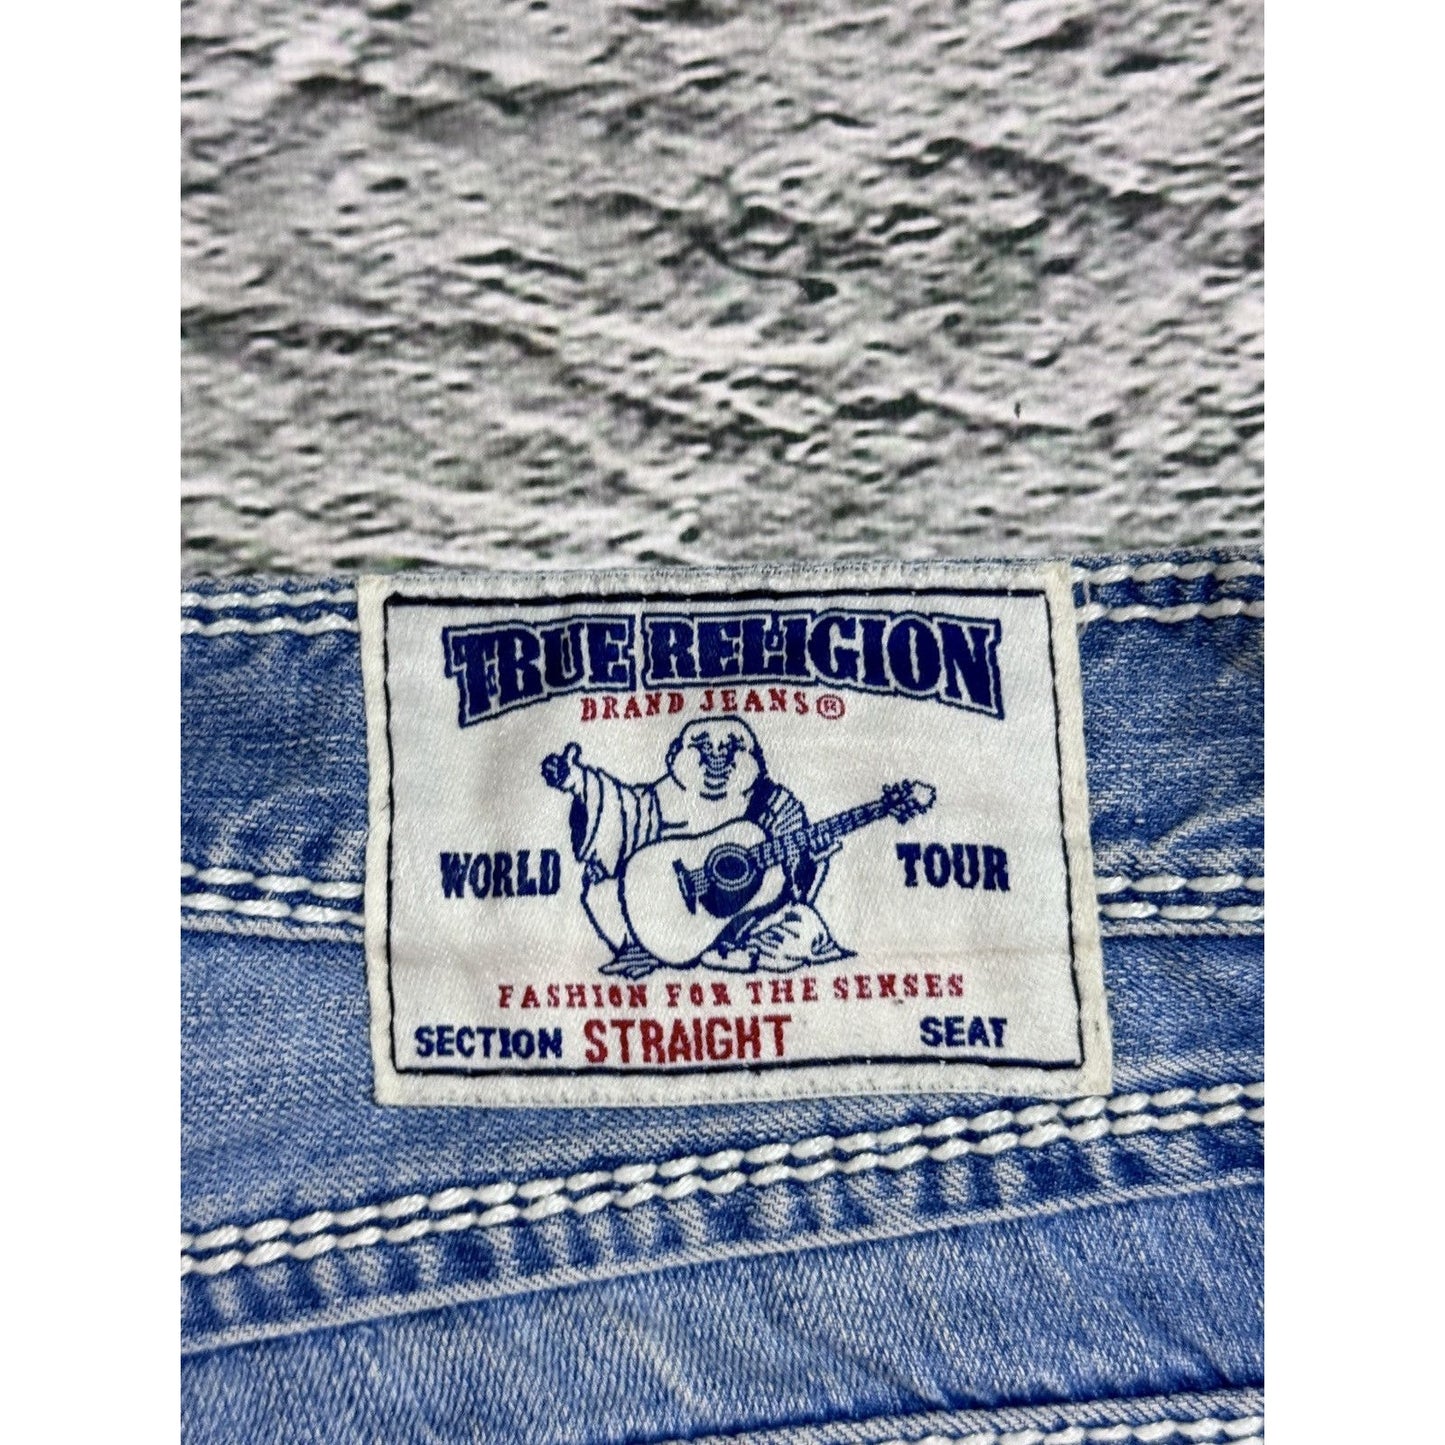 TRUE RELIGION
BRAND JEANS®
WORLD TOUR
FASHION FOR THE SENSES
SECTION STRAIGHT SEAT